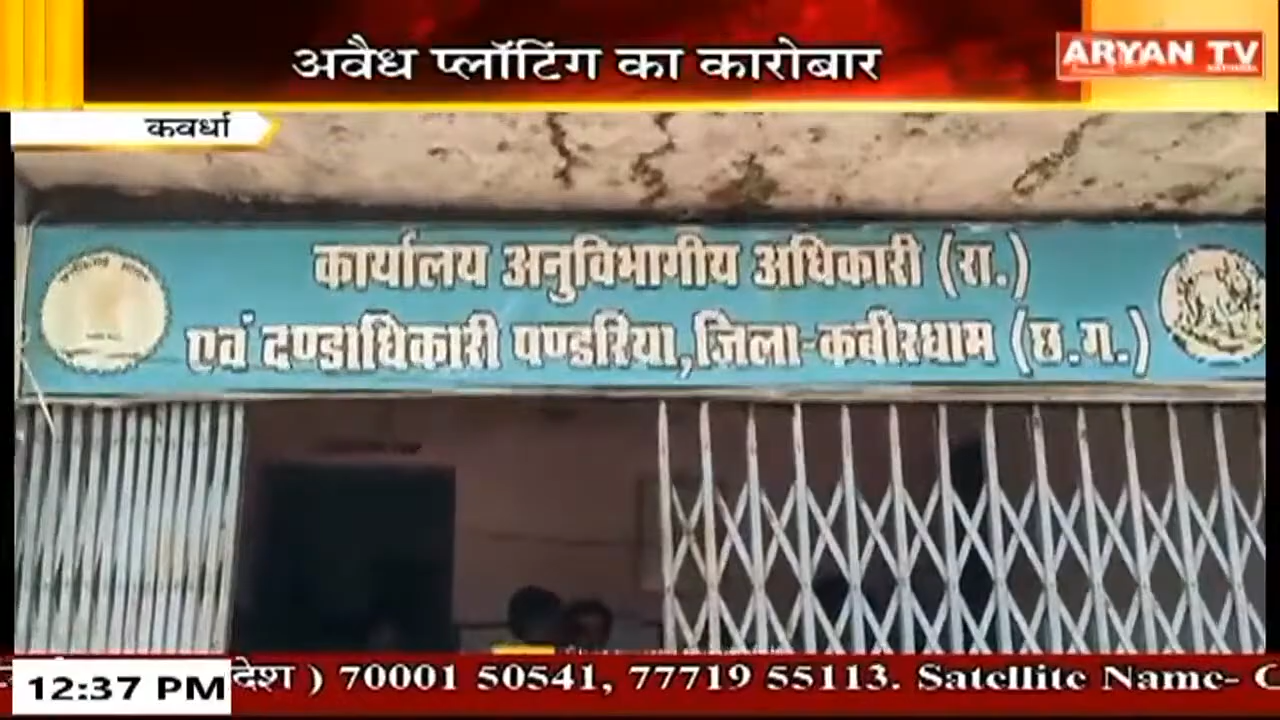 अवैध प्लॉटिंग का कारोबार
ARYAN TV
कवर्धा
कार्यालय अनुविभागीय अधिकारी (रा.)
एवं दण्डाधिकारी पण्डरिया,जिला-कबीरधाम (छ.ग.)
12:37 PM
देश ) 70001 50541, 77719 55113. Satellite Name-